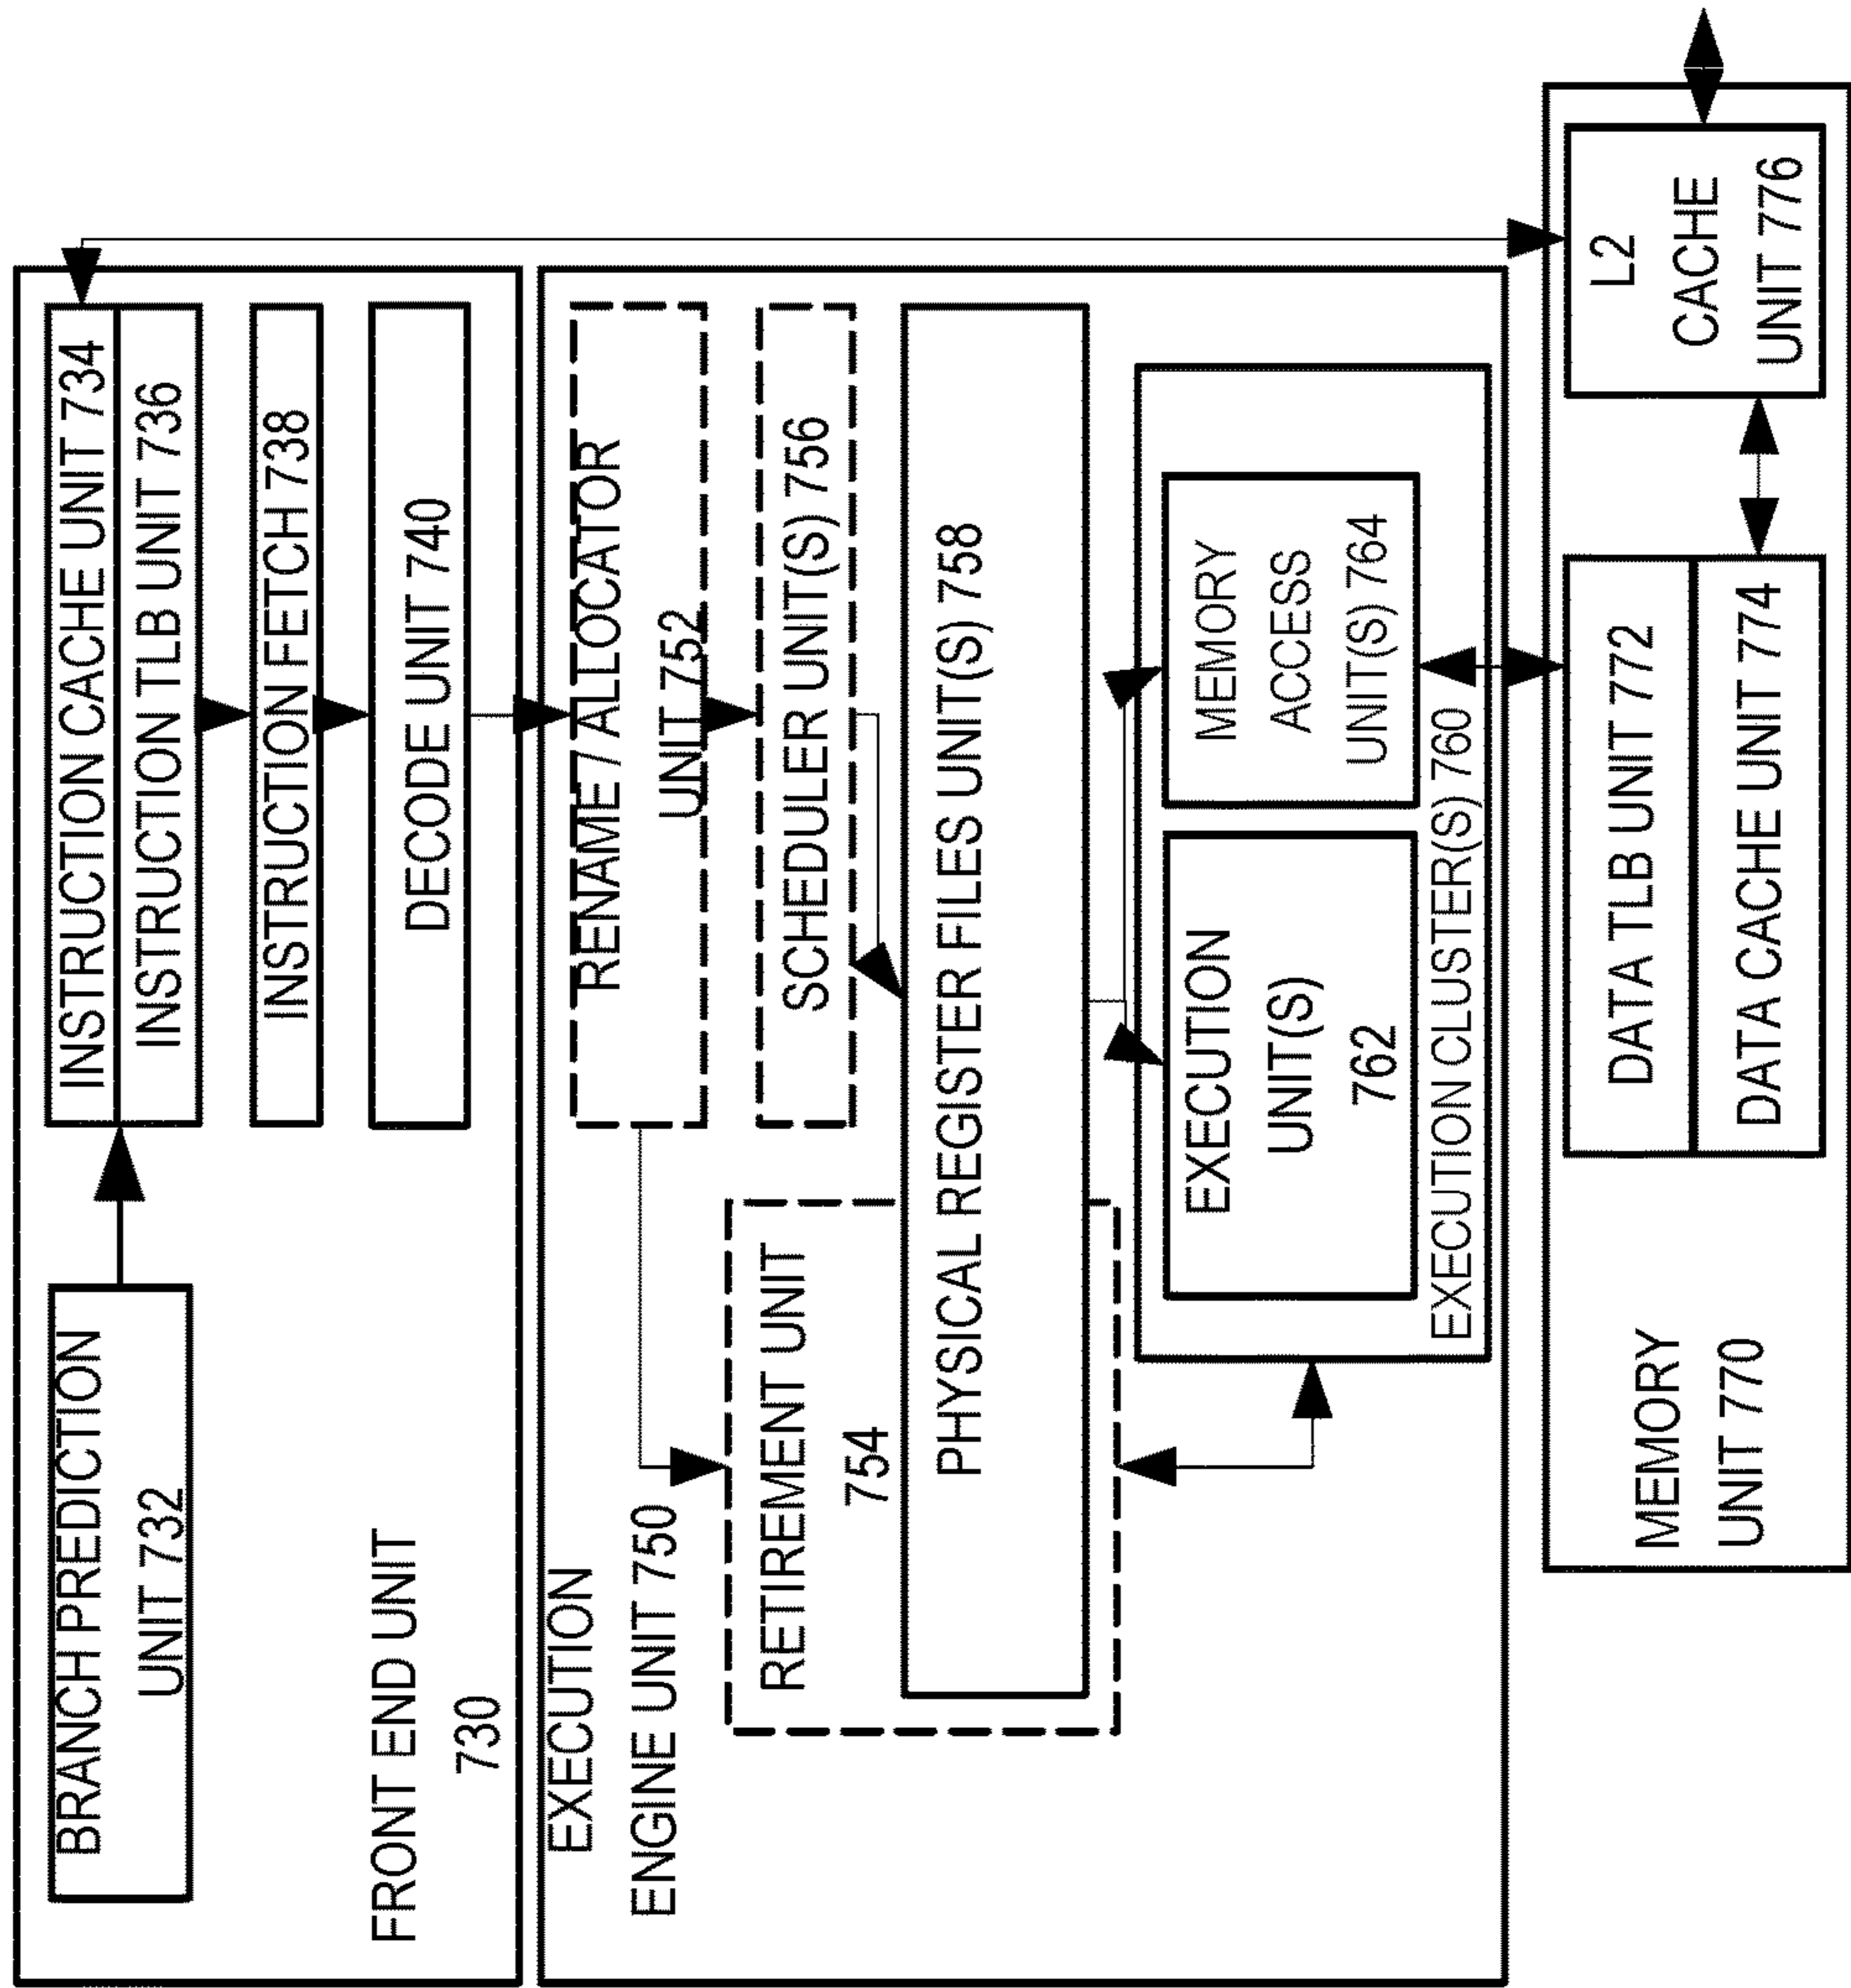 BRANCH PREDICTION
UNIT 732
INSTRUCTION CACHE UNIT 734
INSTRUCTION TLB UNIT 736
INSTRUCTION FETCH 738
DECODE UNIT 740
FRONT END UNIT
730
EXECUTION
ENGINE UNIT 750
RENAME / ALLOCATOR
UNIT 752
RETIREMENT UNIT
754
SCHEDULER UNIT(S) 756
PHYSICAL REGISTER FILES UNIT(S) 758
EXECUTION
UNIT(S)
762
MEMORY
ACCESS
UNIT(S) 764
EXECUTION CLUSTER(S) 760
MEMORY
UNIT 770
DATA TLB UNIT 772
DATA CACHE UNIT 774
L2
CACHE
UNIT 776